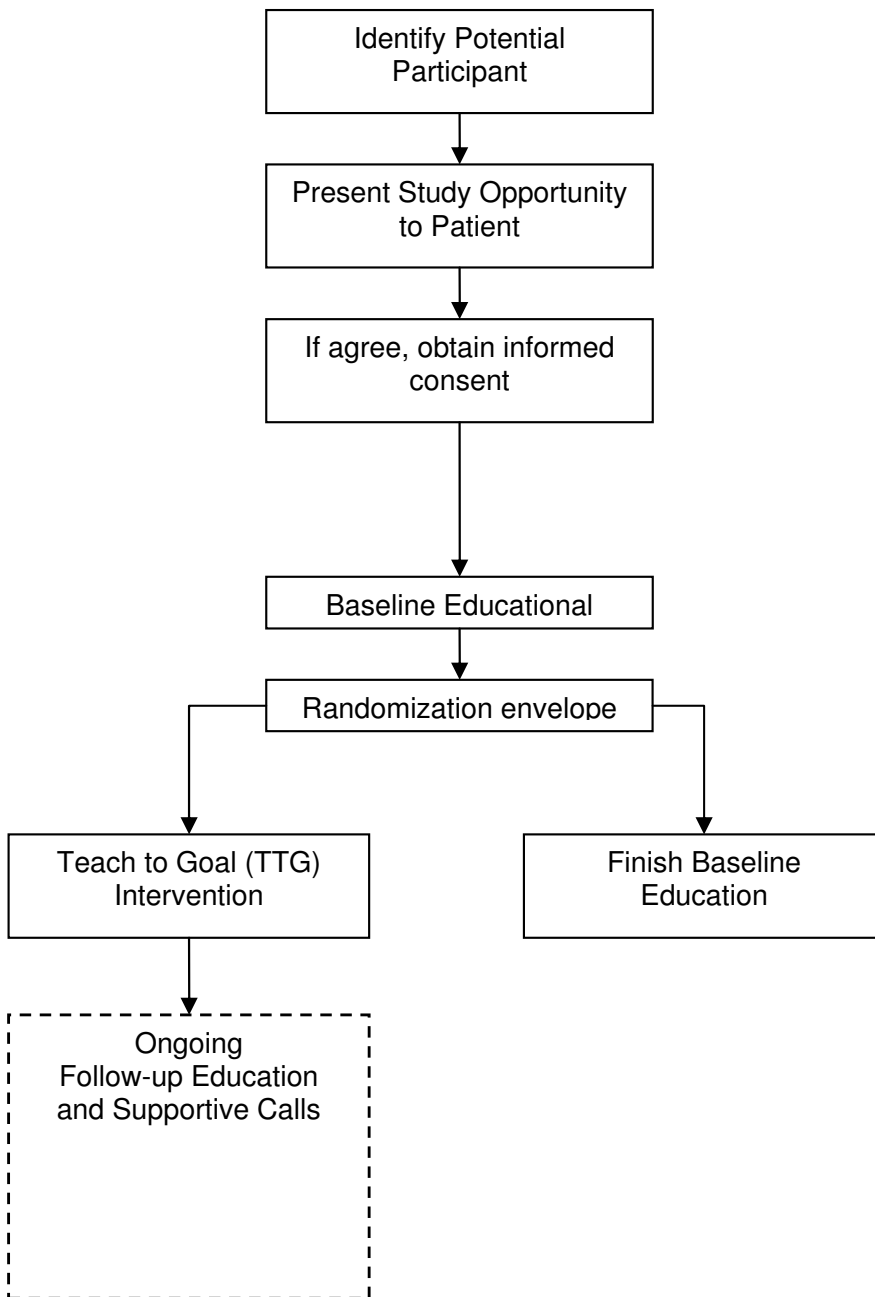 Identify Potential
Participant
Present Study Opportunity
to Patient
If agree, obtain informed
consent
Baseline Educational
Randomization envelope
Teach to Goal (TTG)
Intervention
Finish Baseline
Education
Ongoing
Follow-up Education
and Supportive Calls